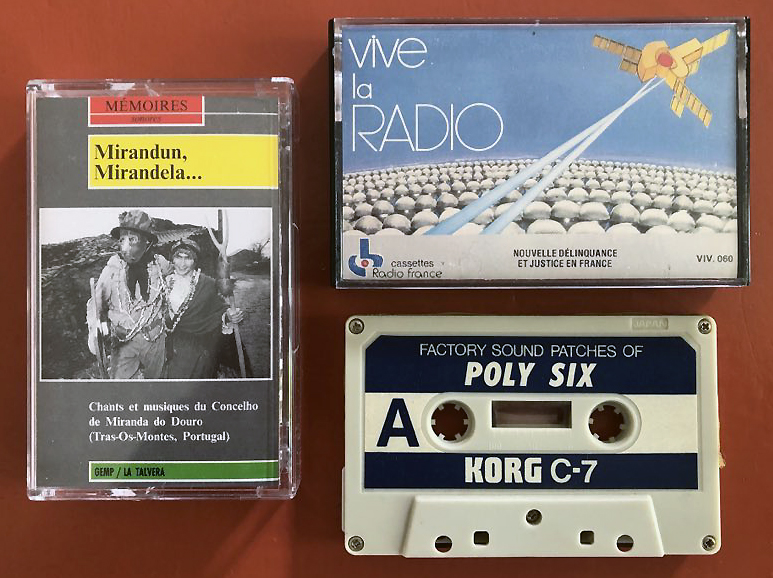 MÉMOIRES
sonores
Mirandun,
Mirandela...
Chants et musiques du Concelho
de Miranda do Douro
(Tras-Os-Montes, Portugal)
GEMP / LA TALVERA
vive
la
RADIO
cassettes
Radio france
NOUVELLE DÉLINQUANCE
ET JUSTICE EN FRANCE
VIV. 060
JAPAN
FACTORY SOUND PATCHES OF
POLY SIX
A
KORG C-7